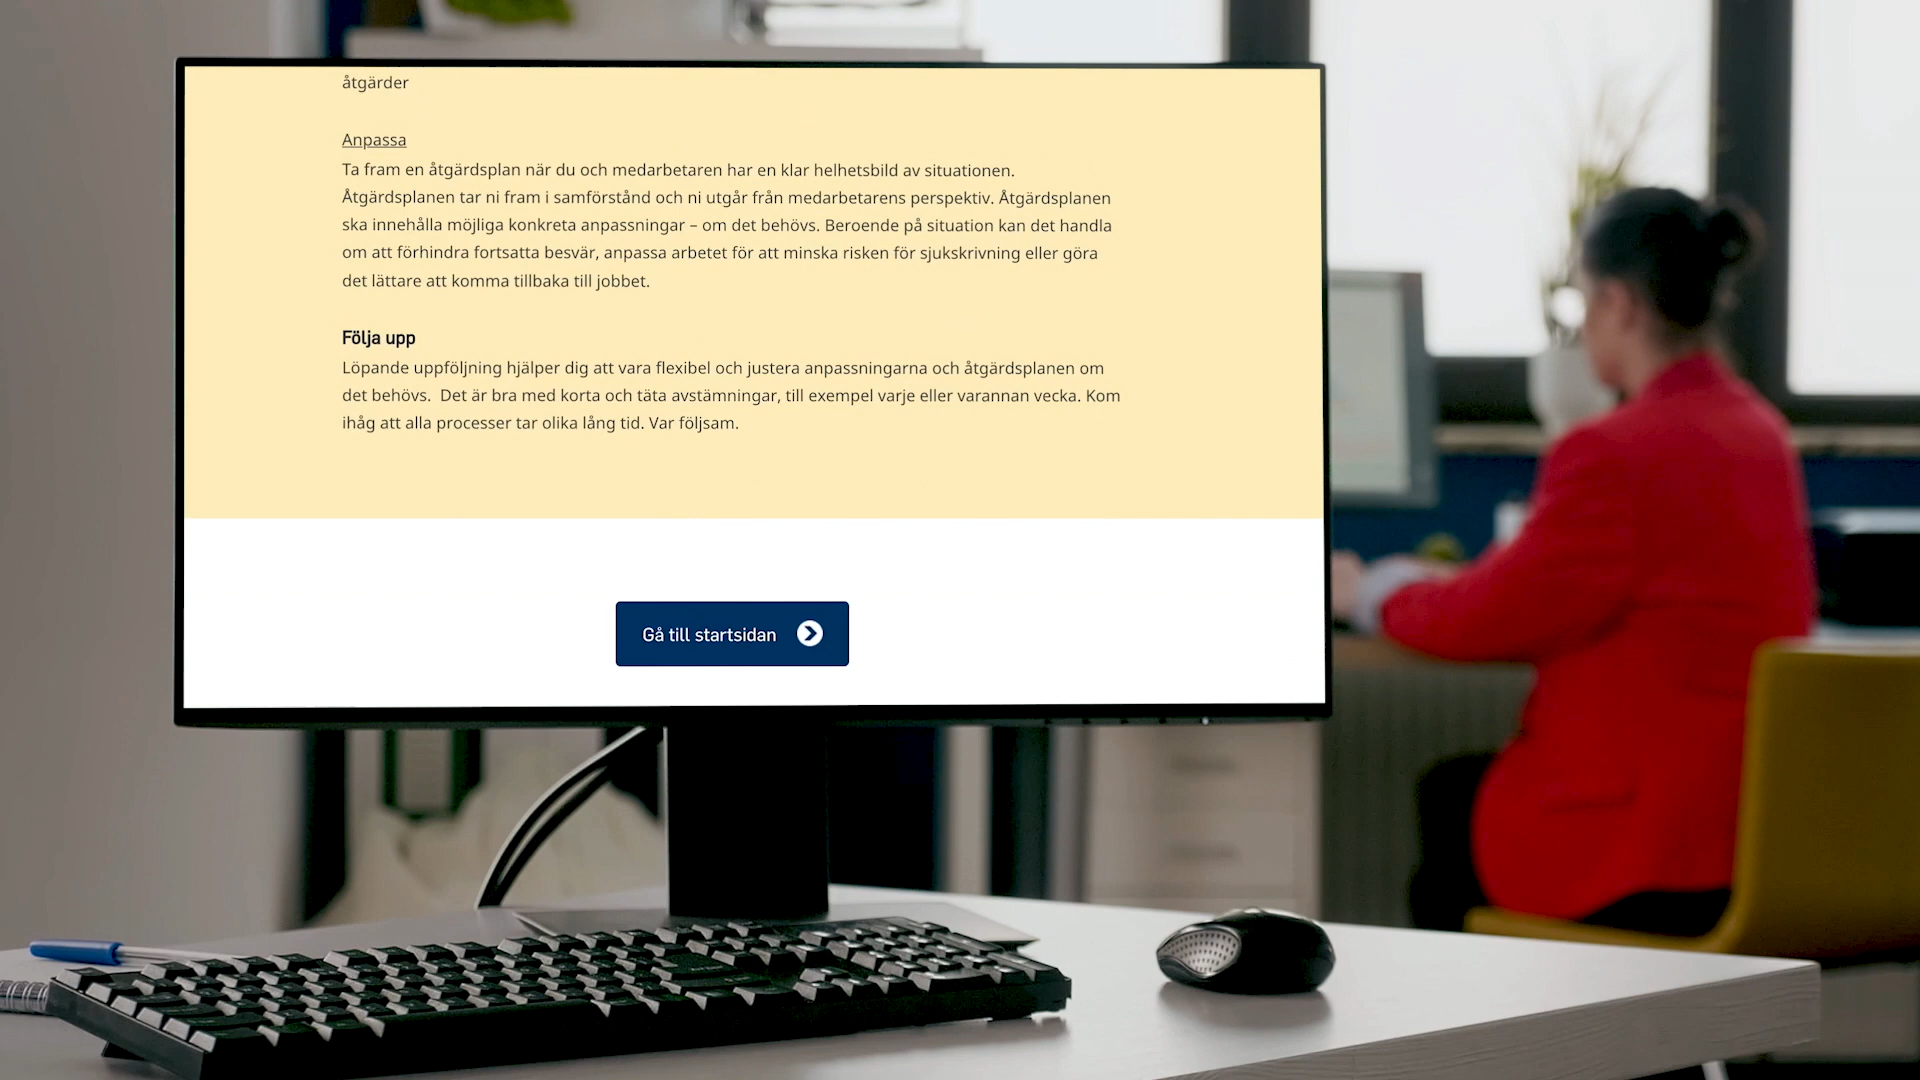 åtgärder
Anpassa
Ta fram en åtgärdsplan när du och medarbetaren har en klar helhetsbild av situationen.
Åtgärdsplanen tar ni fram i samförstånd och ni utgår från medarbetarens perspektiv. Åtgärdsplanen
ska innehålla möjliga konkreta anpassningar – om det behövs. Beroende på situation kan det handla
om att förhindra fortsatta besvär, anpassa arbetet för att minska risken för sjukskrivning eller göra
det lättare att komma tillbaka till jobbet.
Följa upp
Löpande uppföljning hjälper dig att vara flexibel och justera anpassningarna och åtgärdsplanen om
det behövs.  Det är bra med korta och täta avstämningar, till exempel varje eller varannan vecka. Kom
ihåg att alla processer tar olika lång tid. Var följsam.
Gå till startsidan